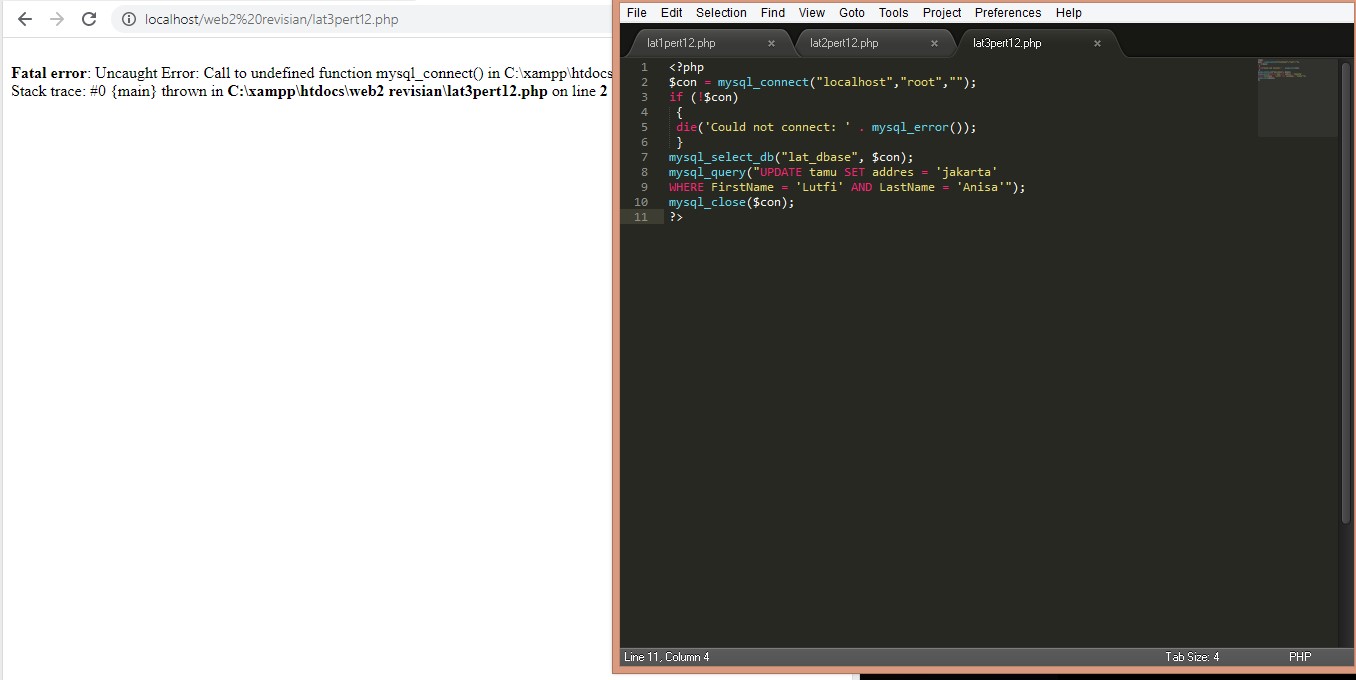 localhost/web2%20revisian/lat3pert12.php
Fatal error: Uncaught Error: Call to undefined function mysql_connect() in C:\xampp\htdocs
Stack trace: #0 {main} thrown in C:\xampp\htdocs\web2 revisian\lat3pert12.php on line 2
File Edit Selection Find View Goto Tools Project Preferences Help
lat1pert12.php × lat2pert12.php × lat3pert12.php ×
1 <?php
2 $con = mysql_connect("localhost","root","");
3 if (!$con)
4 {
5 die('Could not connect: ' . mysql_error());
6 }
7 mysql_select_db("lat_dbase", $con);
8 mysql_query("UPDATE tamu SET addres = 'jakarta'
9 WHERE FirstName = 'Lutfi' AND LastName = 'Anisa'");
10 mysql_close($con);
11 ?>
Line 11, Column 4 Tab Size: 4 PHP